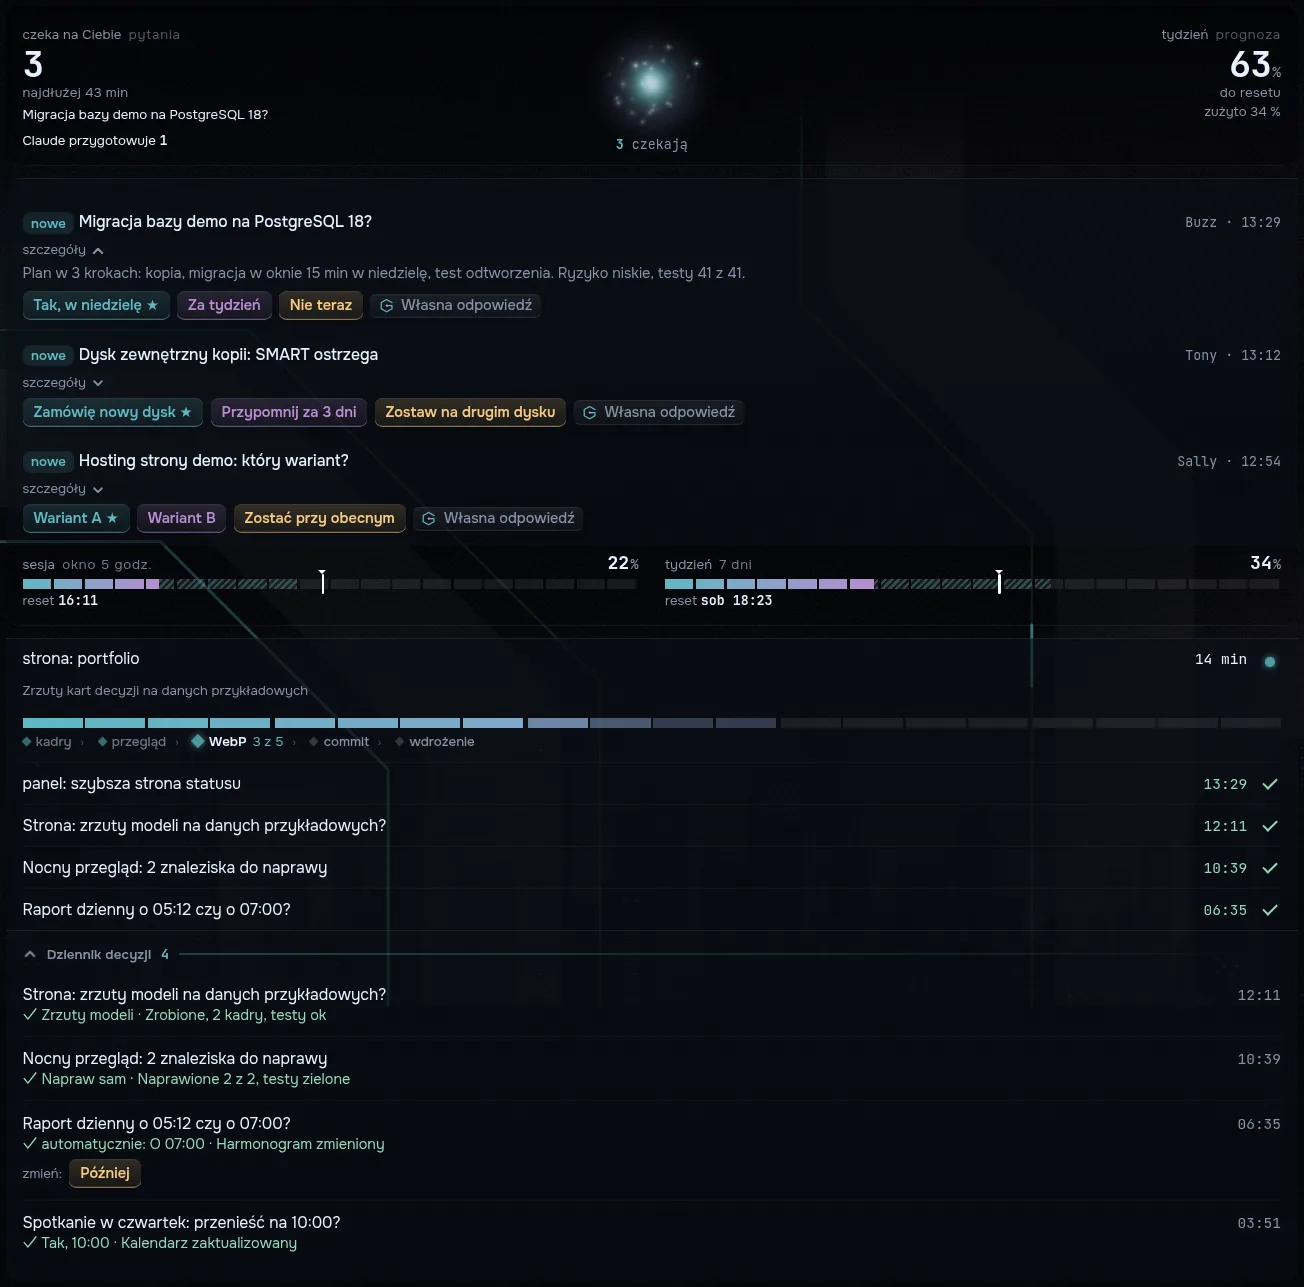 czeka na Ciebie pytania
3
najdłużej 43 min
Migracja bazy demo na PostgreSQL 18?
Claude przygotowuje 1
3 czekają
tydzień prognoza
63%
do resetu
zużyto 34 %
nowe Migracja bazy demo na PostgreSQL 18? Buzz · 13:29
szczegóły
Plan w 3 krokach: kopia, migracja w oknie 15 min w niedzielę, test odtworzenia. Ryzyko niskie, testy 41 z 41.
Tak, w niedzielę ★ Za tydzień Nie teraz Własna odpowiedź
nowe Dysk zewnętrzny kopii: SMART ostrzega Tony · 13:12
szczegóły
Zamówię nowy dysk ★ Przypomnij za 3 dni Zostaw na drugim dysku Własna odpowiedź
nowe Hosting strony demo: który wariant? Sally · 12:54
szczegóły
Wariant A ★ Wariant B Zostać przy obecnym Własna odpowiedź
sesja okno 5 godz. 22%
reset 16:11
tydzień 7 dni 34%
reset sob 18:23
strona: portfolio 14 min
Zrzuty kart decyzji na danych przykładowych
kadry › przegląd › WebP 3 z 5 › commit › wdrożenie
panel: szybsza strona statusu 13:29 ✓
Strona: zrzuty modeli na danych przykładowych? 12:11 ✓
Nocny przegląd: 2 znaleziska do naprawy 10:39 ✓
Raport dzienny o 05:12 czy o 07:00? 06:35 ✓
Dziennik decyzji 4
Strona: zrzuty modeli na danych przykładowych? 12:11
✓ Zrzuty modeli · Zrobione, 2 kadry, testy ok
Nocny przegląd: 2 znaleziska do naprawy 10:39
✓ Napraw sam · Naprawione 2 z 2, testy zielone
Raport dzienny o 05:12 czy o 07:00? 06:35
✓ automatycznie: O 07:00 · Harmonogram zmieniony
zmień: Później
Spotkanie w czwartek: przenieść na 10:00? 03:51
✓ Tak, 10:00 · Kalendarz zaktualizowany